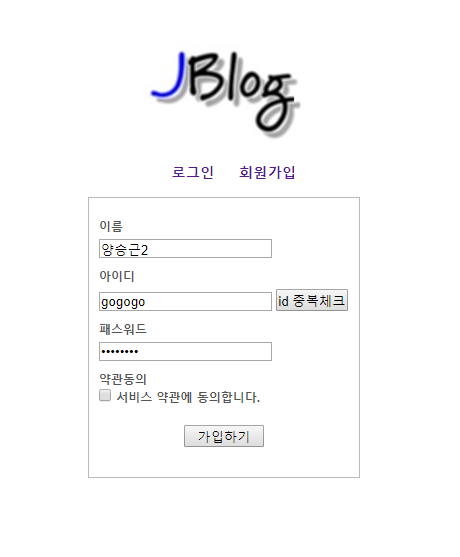 JBlog
로그인 회원가입
이름
양승근2
아이디
gogogo id 중복체크
패스워드
••••••••
약관동의
서비스 약관에 동의합니다.
가입하기